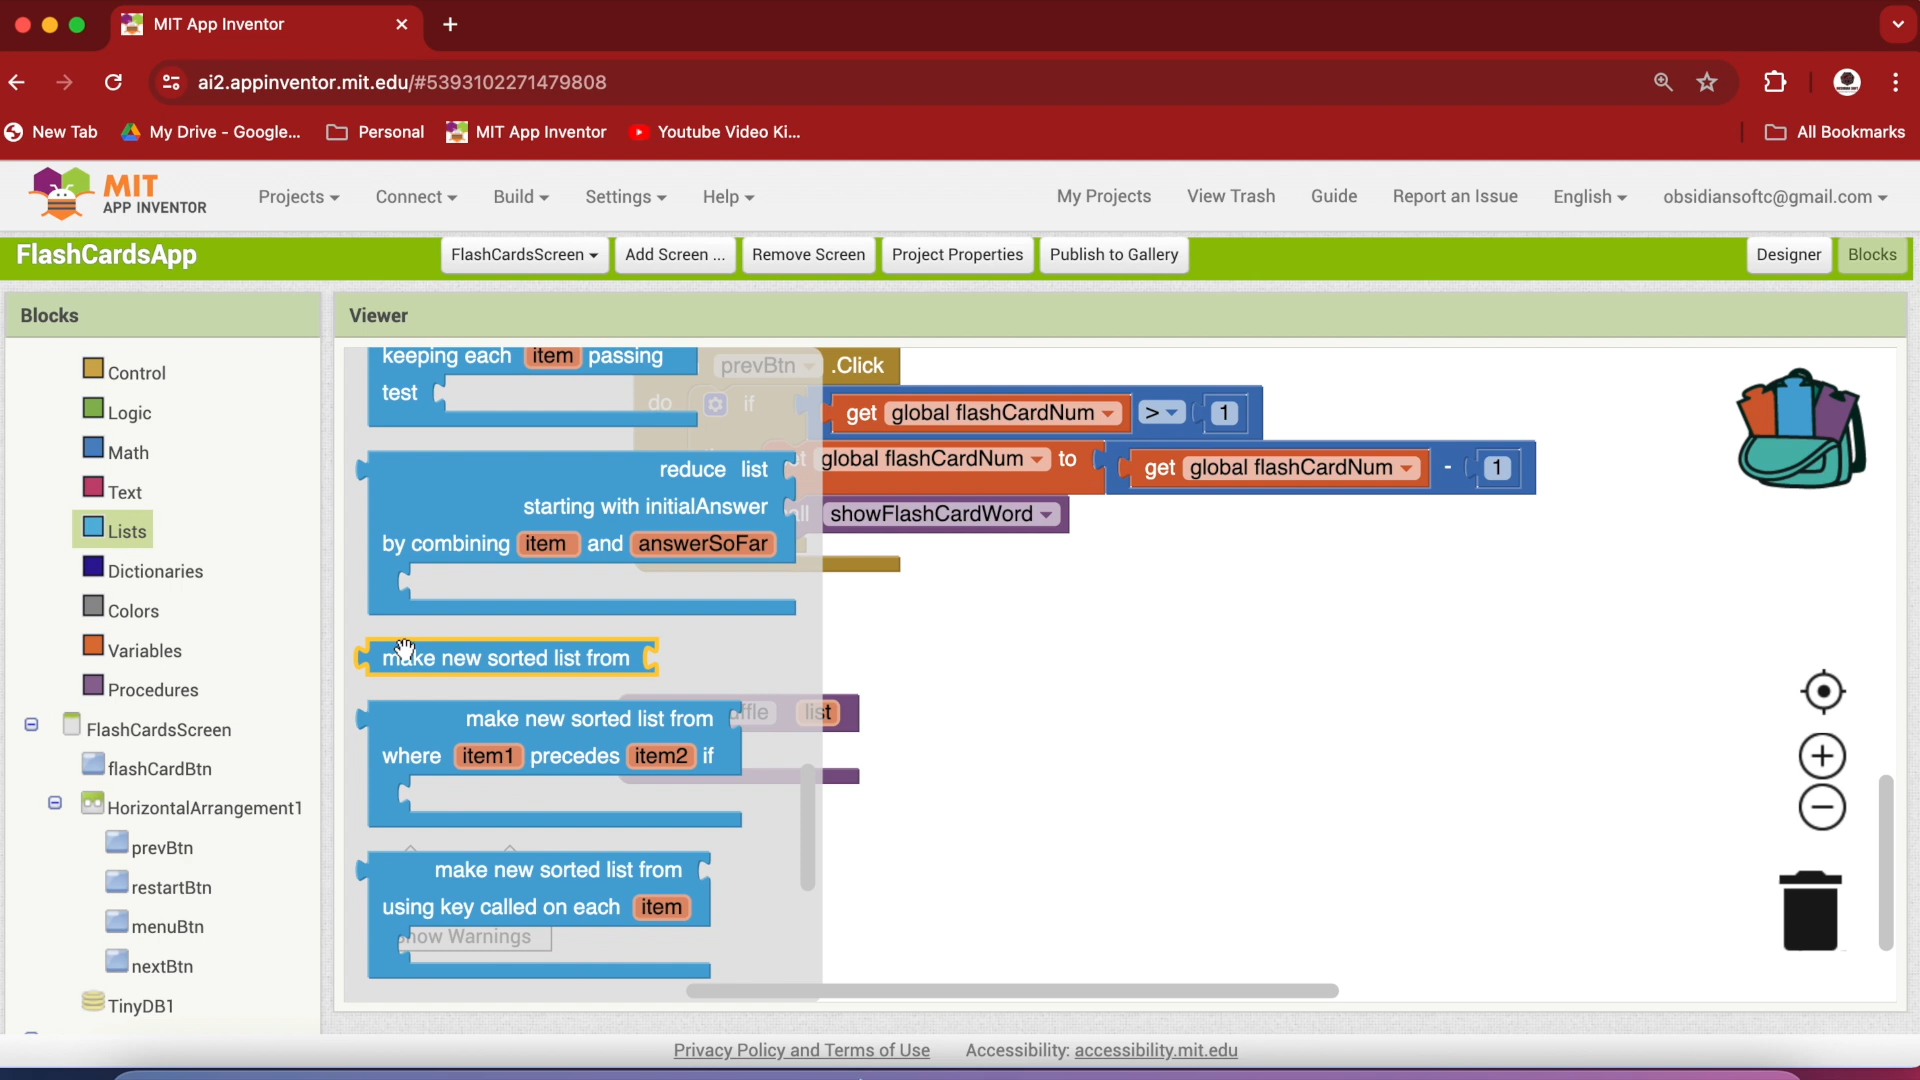 MIT App Inventor
ai2.appinventor.mit.edu/#5393102271479808
New Tab My Drive - Google... Personal MIT App Inventor Youtube Video Ki... All Bookmarks
MIT
APP INVENTOR
Projects Connect Build Settings Help My Projects View Trash Guide Report an Issue English obsidiansoftc@gmail.com
FlashCardsApp FlashCardsScreen Add Screen ... Remove Screen Project Properties Publish to Gallery Designer Blocks
Blocks
Viewer
Control
Logic
Math
Text
Lists
Dictionaries
Colors
Variables
Procedures
FlashCardsScreen
flashCardBtn
HorizontalArrangement1
prevBtn
restartBtn
menuBtn
nextBtn
TinyDB1
keeping each item passing
test
reduce list
starting with initialAnswer
by combining item and answerSoFar
make new sorted list from
make new sorted list from
where item1 precedes item2 if
make new sorted list from
using key called on each item
Show Warnings
prevBtn .Click
do if get global flashCardNum > 1
global flashCardNum to get global flashCardNum - 1
showFlashCardWord
list
Privacy Policy and Terms of Use Accessibility: accessibility.mit.edu